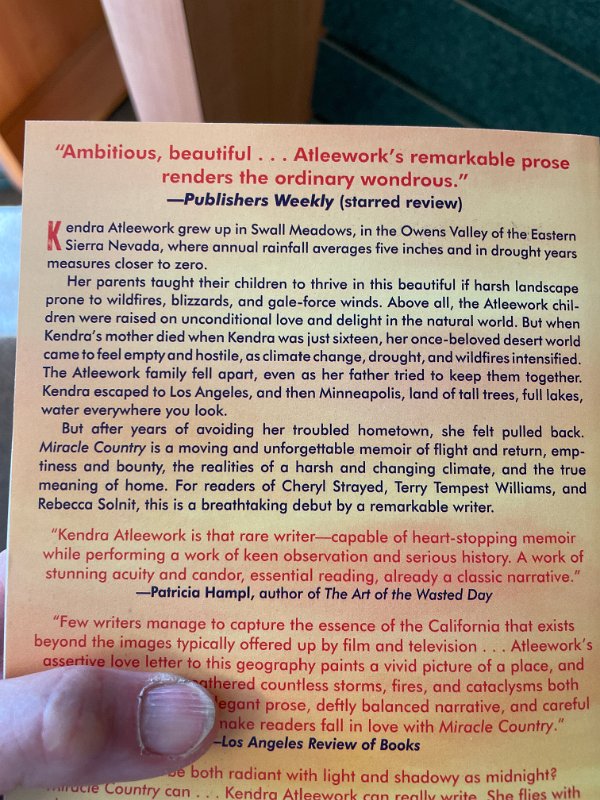 "Ambitious, beautiful . . . Atleework's remarkable prose
renders the ordinary wondrous."
—Publishers Weekly (starred review)
Kendra Atleework grew up in Swall Meadows, in the Owens Valley of the Eastern
Sierra Nevada, where annual rainfall averages five inches and in drought years
measures closer to zero.
Her parents taught their children to thrive in this beautiful if harsh landscape
prone to wildfires, blizzards, and gale-force winds. Above all, the Atleework chil-
dren were raised on unconditional love and delight in the natural world. But when
Kendra's mother died when Kendra was just sixteen, her once-beloved desert world
came to feel empty and hostile, as climate change, drought, and wildfires intensified.
The Atleework family fell apart, even as her father tried to keep them together.
Kendra escaped to Los Angeles, and then Minneapolis, land of tall trees, full lakes,
water everywhere you look.
But after years of avoiding her troubled hometown, she felt pulled back.
Miracle Country is a moving and unforgettable memoir of flight and return, emp-
tiness and bounty, the realities of a harsh and changing climate, and the true
meaning of home. For readers of Cheryl Strayed, Terry Tempest Williams, and
Rebecca Solnit, this is a breathtaking debut by a remarkable writer.
"Kendra Atleework is that rare writer—capable of heart-stopping memoir
while performing a work of keen observation and serious history. A work of
stunning acuity and candor, essential reading, already a classic narrative."
—Patricia Hampl, author of The Art of the Wasted Day
"Few writers manage to capture the essence of the California that exists
beyond the images typically offered up by film and television . . . Atleework's
assertive love letter to this geography paints a vivid picture of a place, and
countless storms, fires, and cataclysms both
prose, deftly balanced narrative, and careful
make readers fall in love with Miracle Country."
—Los Angeles Review of Books
be both radiant with light and shadowy as midnight?
Miracle Country can . . . Kendra Atleework can really write. She flies with